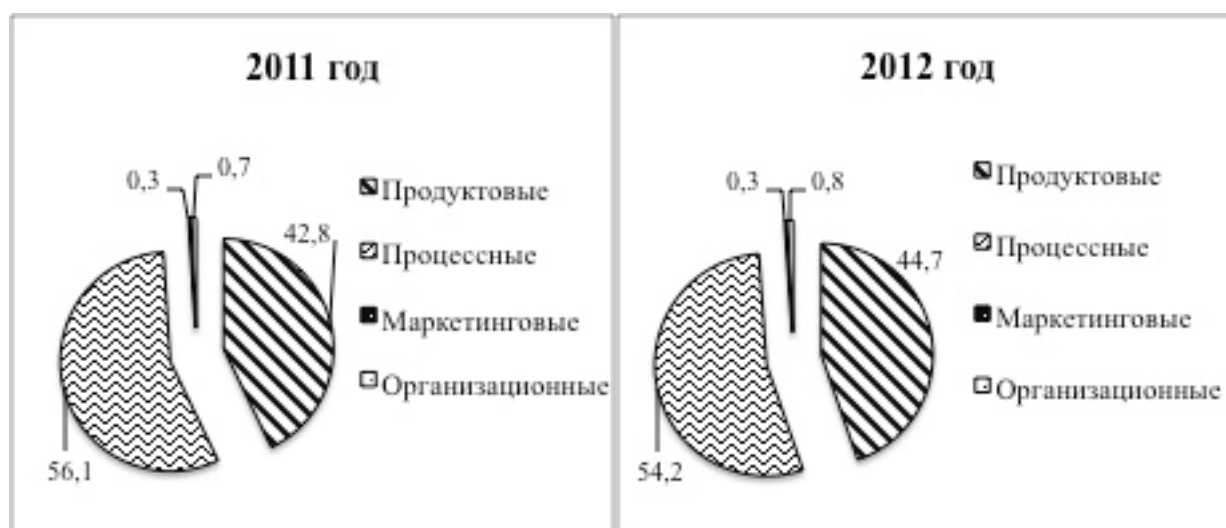 2011 год
0,3
0,7
42,8
56,1
Продуктовые
Процессные
Маркетинговые
Организационные
2012 год
0,3
0,8
44,7
54,2
Продуктовые
Процессные
Маркетинговые
Организационные